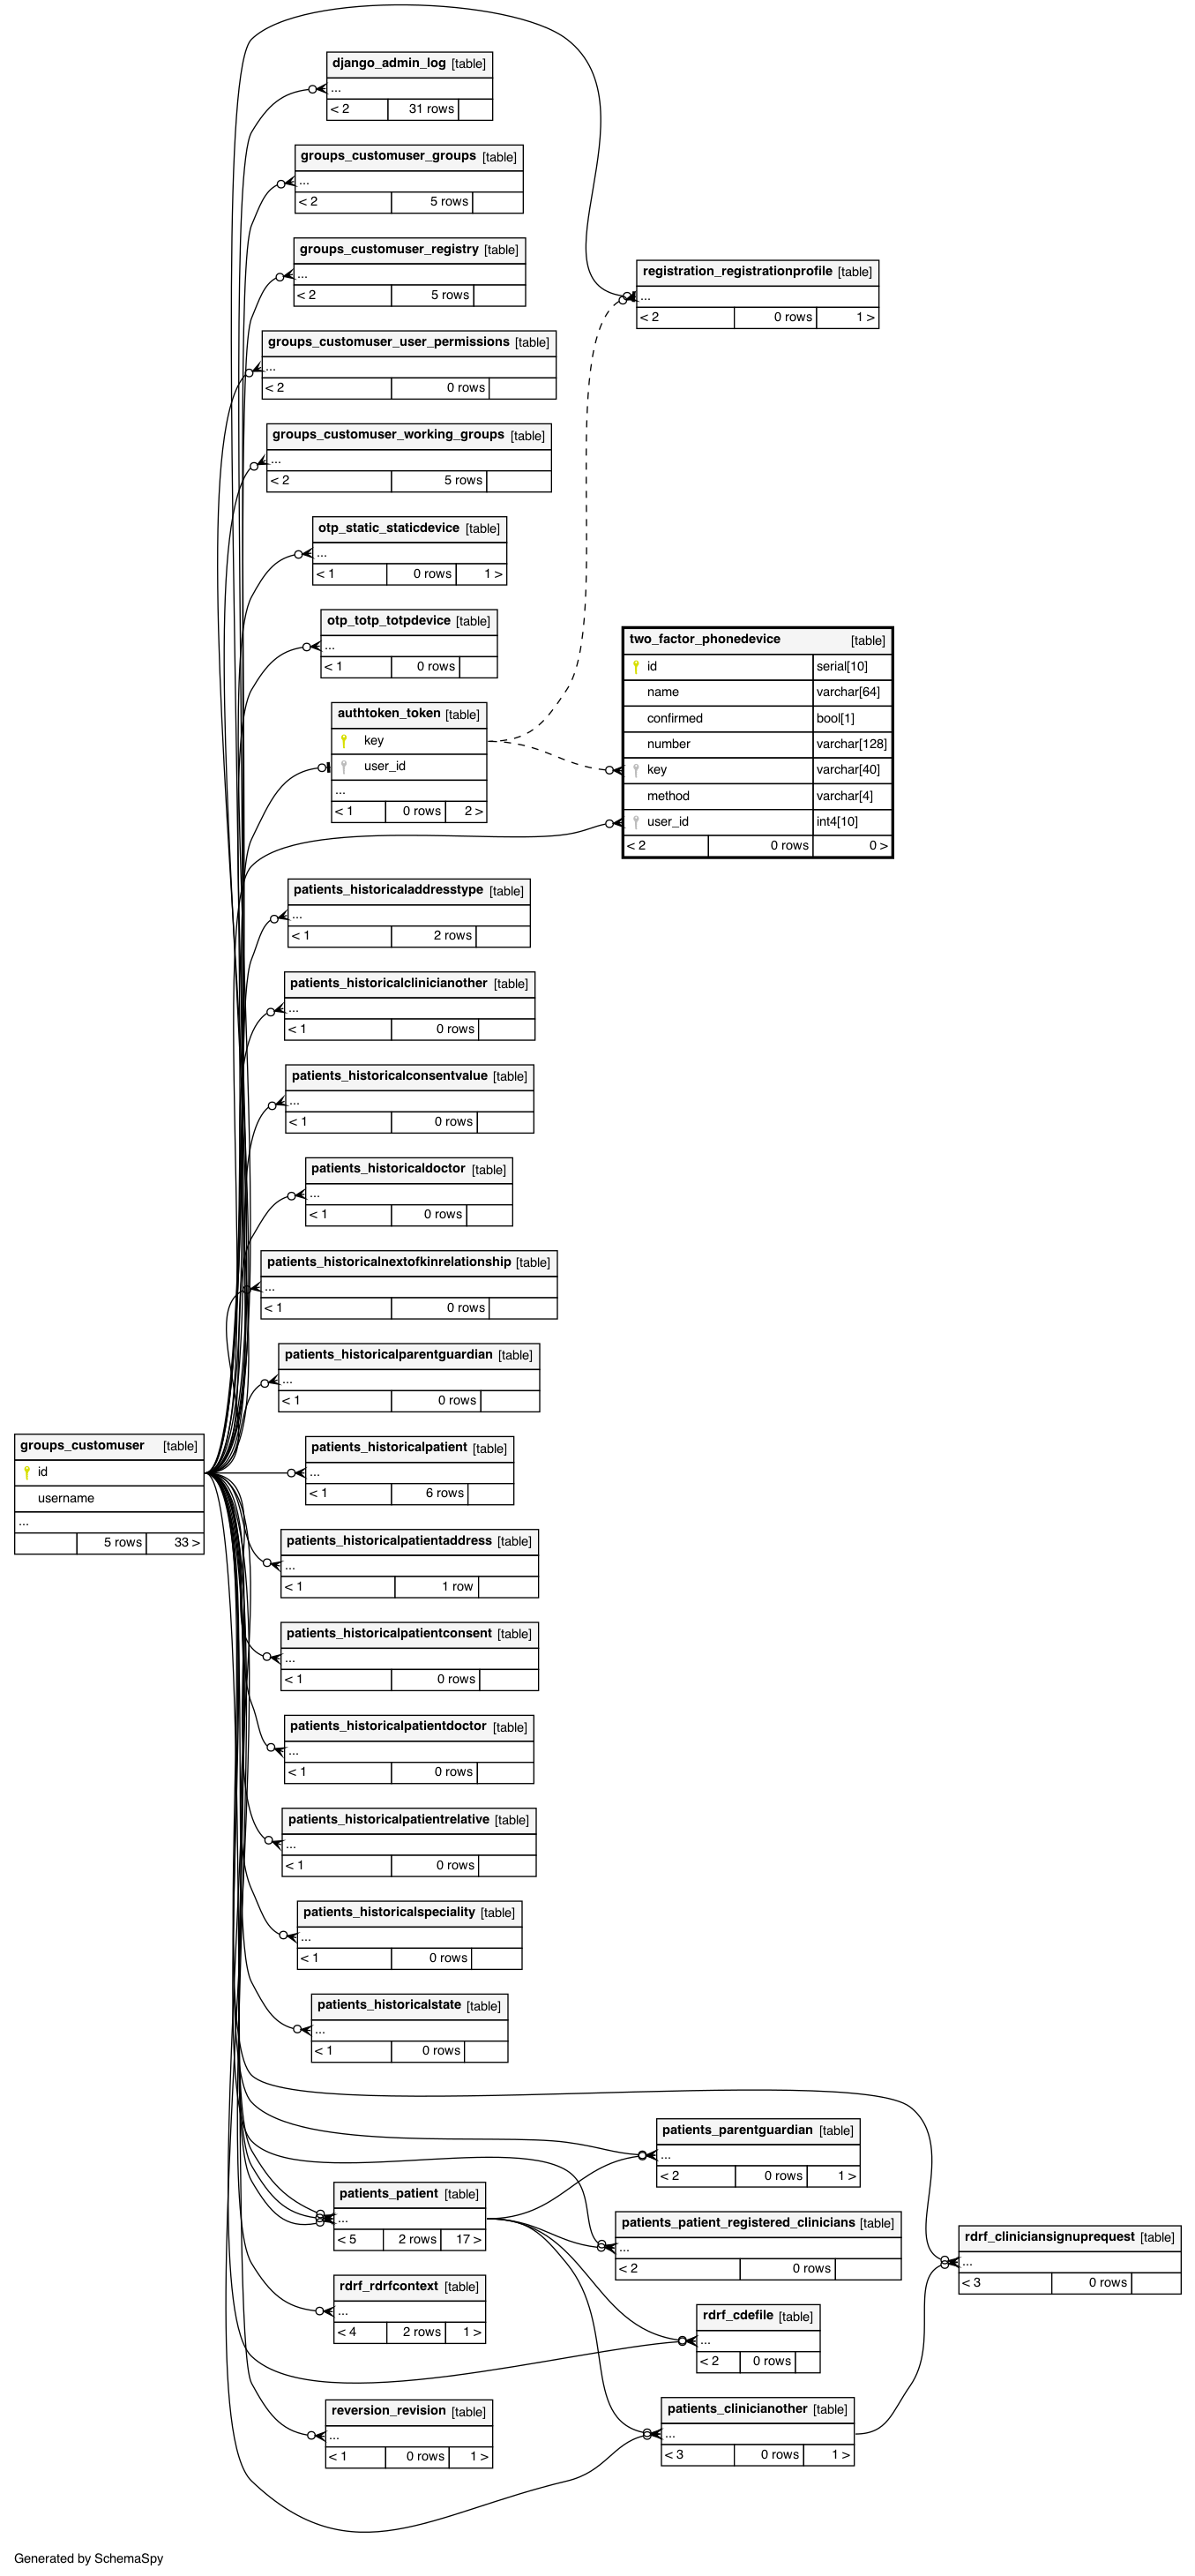 django_admin_log [table]
...
< 2 31 rows
groups_customuser_groups [table]
...
< 2 5 rows
groups_customuser_registry [table]
...
< 2 5 rows
registration_registrationprofile [table]
...
< 2 0 rows 1 >
groups_customuser_user_permissions [table]
...
< 2 0 rows
groups_customuser_working_groups [table]
...
< 2 5 rows
otp_static_staticdevice [table]
...
< 1 0 rows 1 >
otp_totp_totpdevice [table]
...
< 1 0 rows
two_factor_phonedevice [table]
id serial[10]
name varchar[64]
confirmed bool[1]
number varchar[128]
key varchar[40]
method varchar[4]
user_id int4[10]
< 2 0 rows 0 >
authtoken_token [table]
key
user_id
...
< 1 0 rows 2 >
patients_historicaladdresstype [table]
...
< 1 2 rows
patients_historicalclinicianother [table]
...
< 1 0 rows
patients_historicalconsentvalue [table]
...
< 1 0 rows
patients_historicaldoctor [table]
...
< 1 0 rows
patients_historicalnextofkinrelationship [table]
...
< 1 0 rows
patients_historicalparentguardian [table]
...
< 1 0 rows
groups_customuser [table]
id
username
...
5 rows 33 >
patients_historicalpatient [table]
...
< 1 6 rows
patients_historicalpatientaddress [table]
...
< 1 1 row
patients_historicalpatientconsent [table]
...
< 1 0 rows
patients_historicalpatientdoctor [table]
...
< 1 0 rows
patients_historicalpatientrelative [table]
...
< 1 0 rows
patients_historicalspeciality [table]
...
< 1 0 rows
patients_historicalstate [table]
...
< 1 0 rows
patients_parentguardian [table]
...
< 2 0 rows 1 >
patients_patient [table]
...
< 5 2 rows 17 >
patients_patient_registered_clinicians [table]
...
< 2 0 rows
rdrf_cliniciansignuprequest [table]
...
< 3 0 rows
rdrf_rdrfcontext [table]
...
< 4 2 rows 1 >
rdrf_cdefile [table]
...
< 2 0 rows
reversion_revision [table]
...
< 1 0 rows 1 >
patients_clinicianother [table]
...
< 3 0 rows 1 >
Generated by SchemaSpy